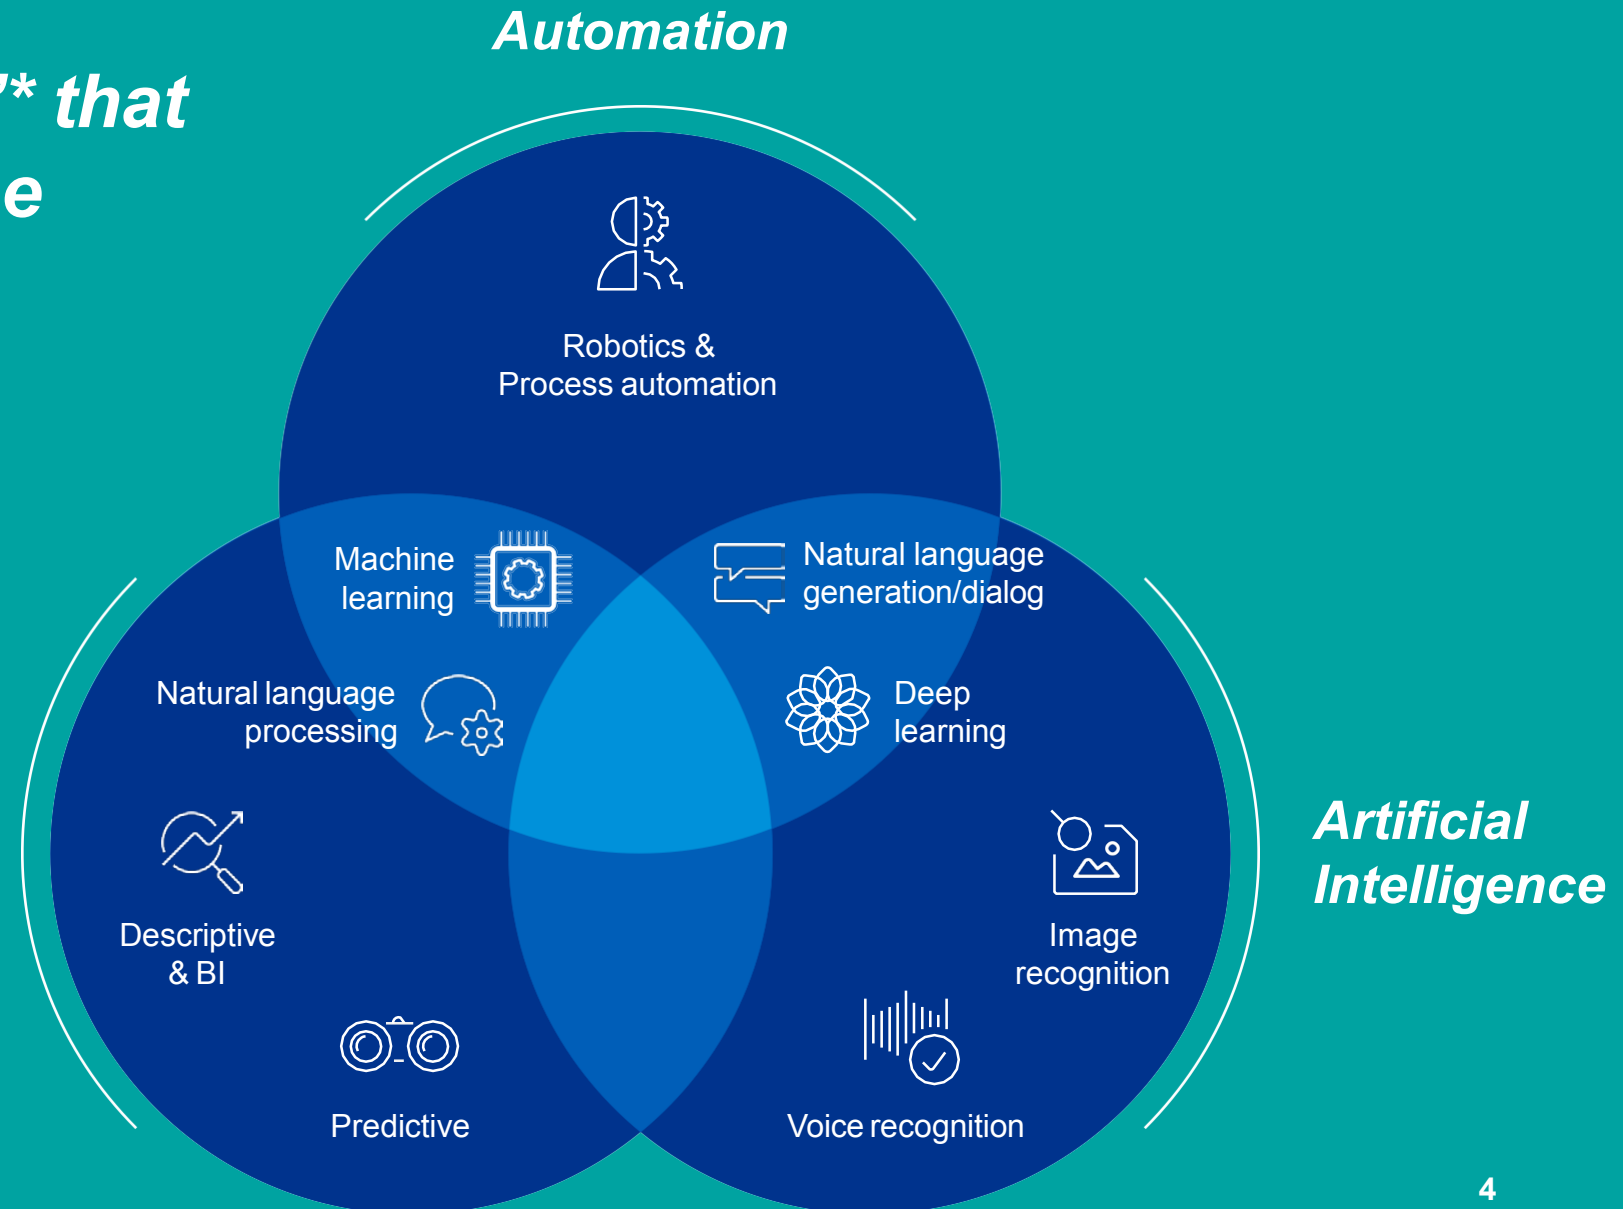 Automation
"* that
e
Robotics &
Process automation
Machine
learning
Natural language
generation/dialog
Natural language
processing
Deep
learning
Descriptive
& BI
Image
recognition
Artificial
Intelligence
Predictive
Voice recognition
4